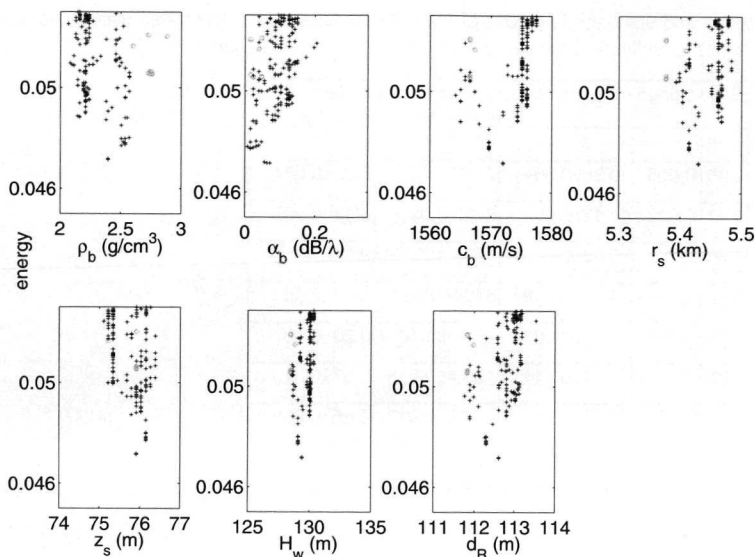 energy
0.05
0.046
2 2.5 3
ρ_b (g/cm³)
0.05
0.046
0 0.2
α_b (dB/λ)
0.05
0.046
1560 1570 1580
c_b (m/s)
0.05
0.046
5.3 5.4 5.5
r_s (km)
0.05
0.046
74 75 76 77
z_s (m)
0.05
0.046
125 130 135
H_w (m)
0.05
0.046
111 112 113 114
d_R (m)